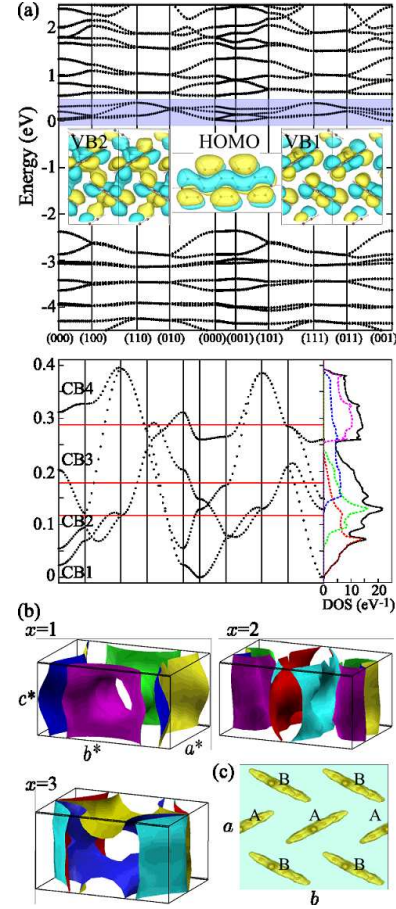 (a)
2
1
0
-1
-2
-3
-4
Energy (eV)
VB2 HOMO VB1
(000) (100) (110) (010) (000) (001) (101) (111) (011) (001)
0.4
0.3
0.2
0.1
0
CB4
CB3
CB2
CB1
0 5 10 15 20
DOS (eV⁻¹)
(b)
x=1 x=2
c*
b* a*
x=3
(c)
B B
A A A
B B
a
b